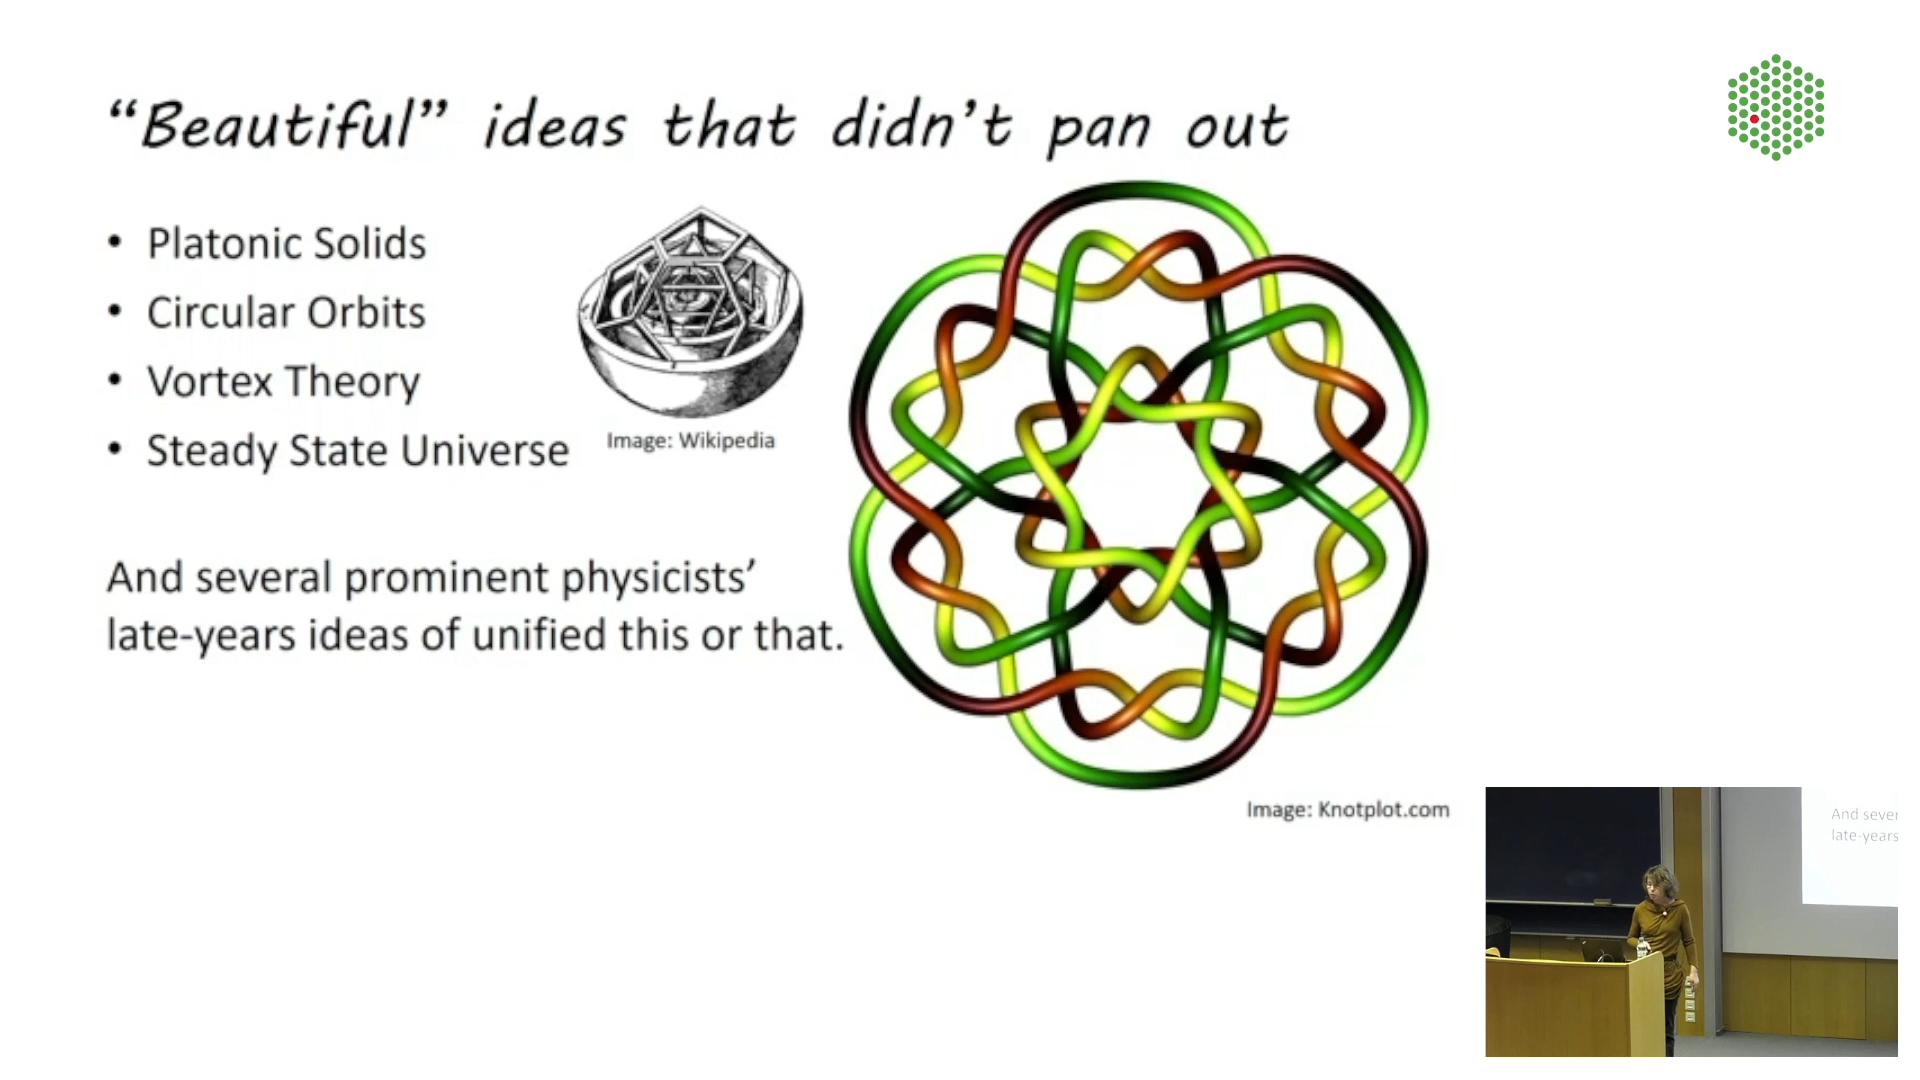 “Beautiful” ideas that didn’t pan out
• Platonic Solids
• Circular Orbits
• Vortex Theory
• Steady State Universe
Image: Wikipedia
And several prominent physicists’
late-years ideas of unified this or that.
Image: Knotplot.com
And sever
late-years